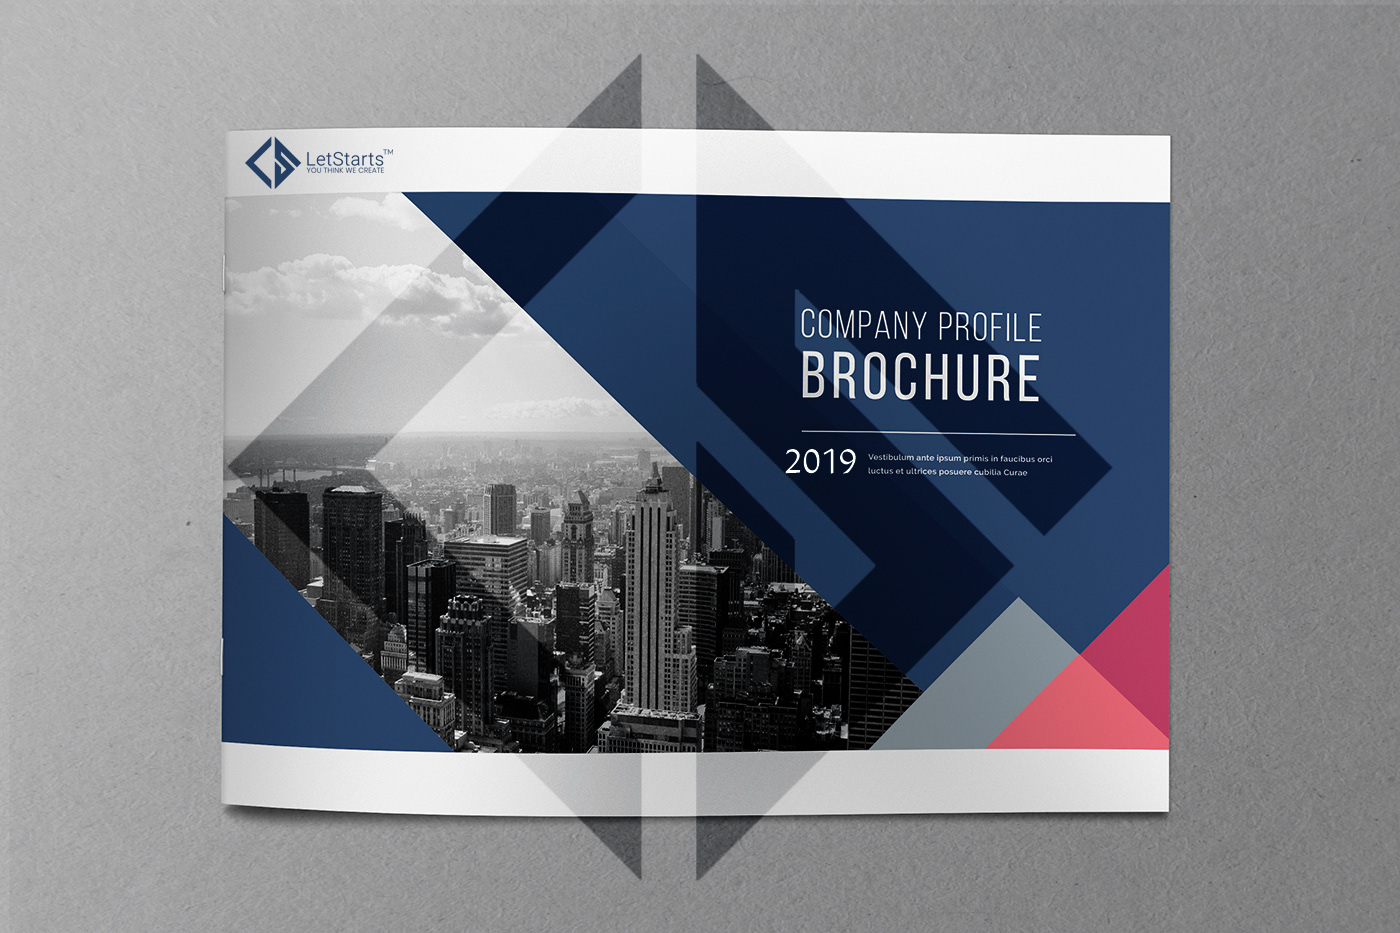 LetStarts™
YOU THINK WE CREATE
COMPANY PROFILE
BROCHURE
2019
Vestibulum ante ipsum primis in faucibus orci
luctus et ultrices posuere cubilia Curae